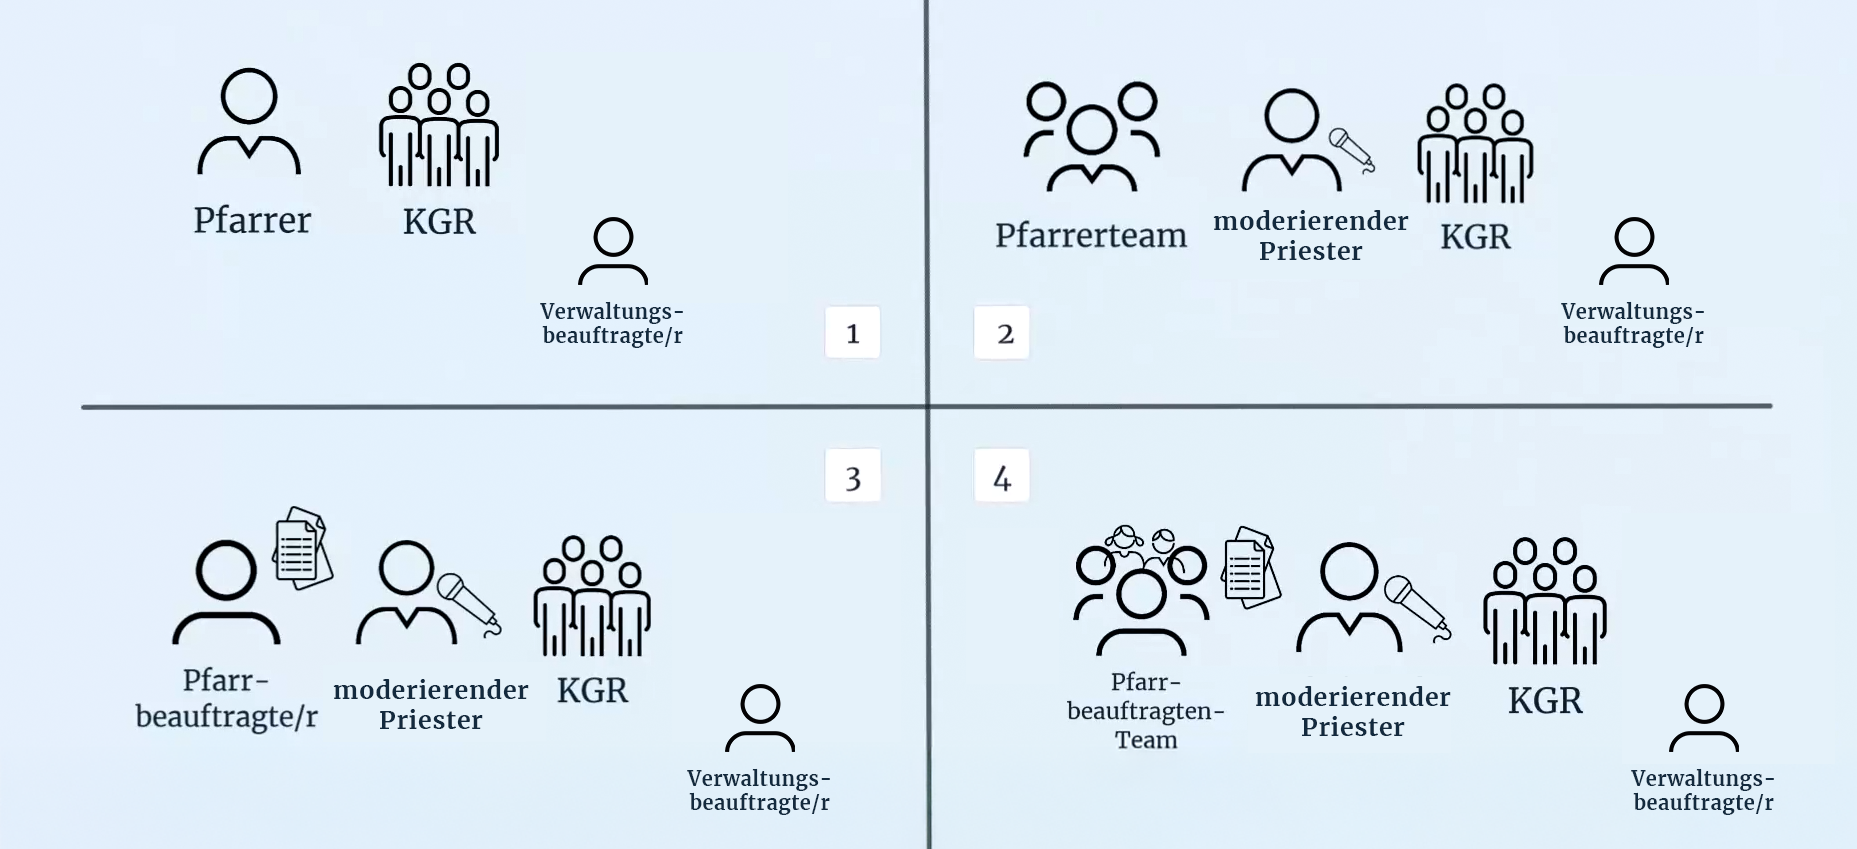 Pfarrer
KGR
Verwaltungs-
beauftragte/r
1
Pfarrerteam
moderierender
Priester
KGR
Verwaltungs-
beauftragte/r
2
3
Pfarr-
beauftragte/r
moderierender
Priester
KGR
Verwaltungs-
beauftragte/r
4
Pfarr-
beauftragten-
Team
moderierender
Priester
KGR
Verwaltungs-
beauftragte/r